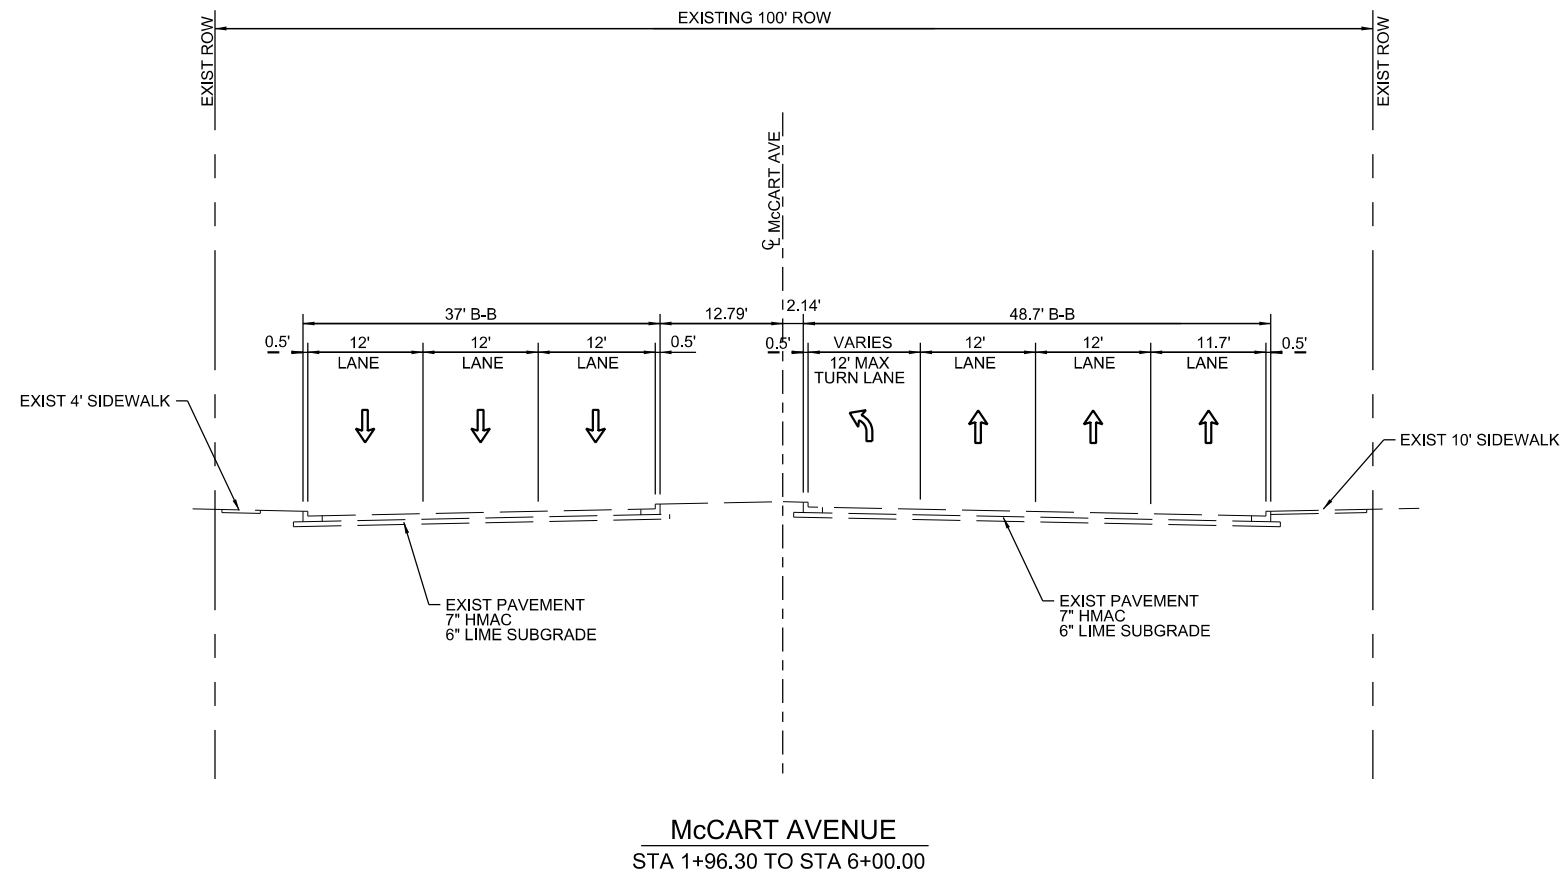 EXISTING 100' ROW
EXIST ROW
EXIST ROW
℄ McCART AVE
37' B-B
12.79'
2.14'
48.7' B-B
0.5'
12'
12'
12'
0.5'
0.5'
VARIES
12'
12'
11.7'
0.5'
LANE
LANE
LANE
12' MAX
TURN LANE
LANE
LANE
LANE
EXIST 4' SIDEWALK
EXIST 10' SIDEWALK
EXIST PAVEMENT
7" HMAC
6" LIME SUBGRADE
EXIST PAVEMENT
7" HMAC
6" LIME SUBGRADE
McCART AVENUE
STA 1+96.30 TO STA 6+00.00